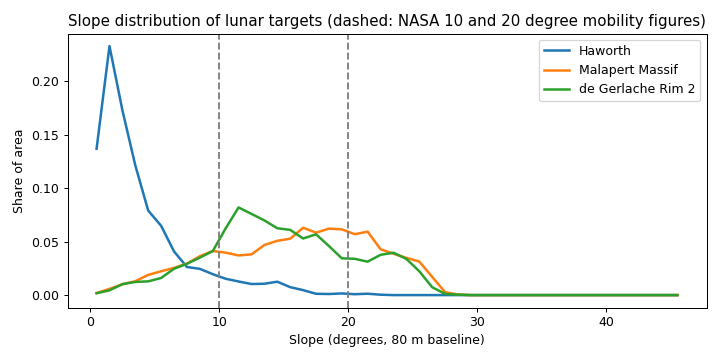 Slope distribution of lunar targets (dashed: NASA 10 and 20 degree mobility figures)
Haworth
Malapert Massif
de Gerlache Rim 2
Share of area
0.20
0.15
0.10
0.05
0.00
0
10
20
30
40
Slope (degrees, 80 m baseline)